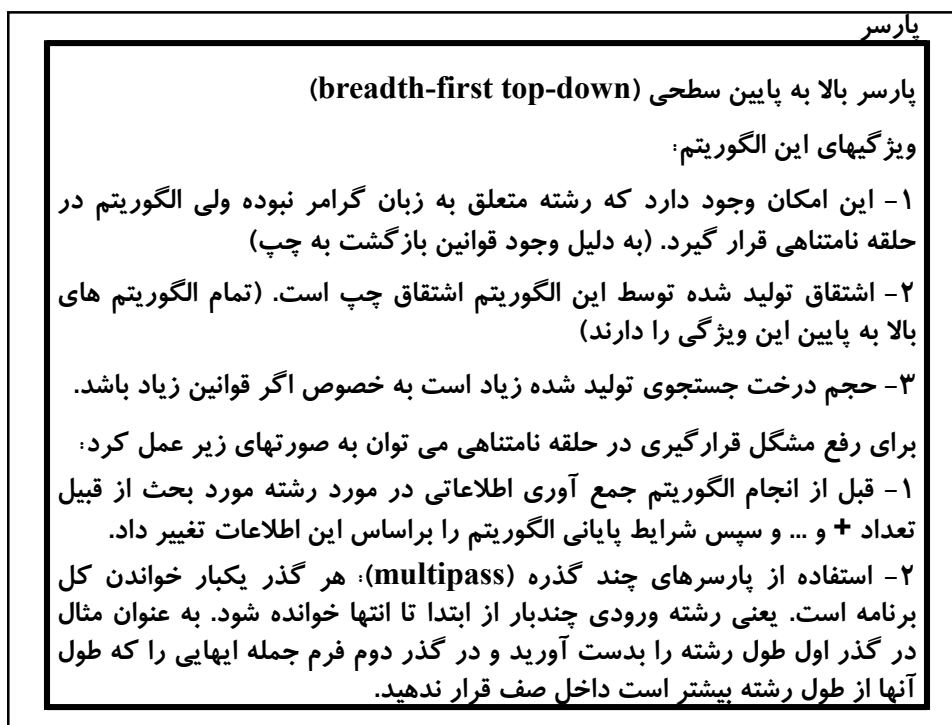 پارسر
پارسر بالا به پایین سطحی (breadth-first top-down)
ویژگیهای این الگوریتم:
۱- این امکان وجود دارد که رشته متعلق به زبان گرامر نبوده ولی الگوریتم در
حلقه نامتناهی قرار گیرد. (به دلیل وجود قوانین بازگشت به چپ)
۲- اشتقاق تولید شده توسط این الگوریتم اشتقاق چپ است. (تمام الگوریتم های
بالا به پایین این ویژگی را دارند)
۳- حجم درخت جستجوی تولید شده زیاد است به خصوص اگر قوانین زیاد باشد.
برای رفع مشگل قرارگیری در حلقه نامتناهی می توان به صورتهای زیر عمل کرد:
۱- قبل از انجام الگوریتم جمع آوری اطلاعاتی در مورد رشته مورد بحث از قبیل
تعداد + و ... و سپس شرایط پایانی الگوریتم را براساس این اطلاعات تغییر داد.
۲- استفاده از پارسرهای چند گذره (multipass): هر گذر یکبار خواندن کل
برنامه است. یعنی رشته ورودی چندبار از ابتدا تا انتها خوانده شود. به عنوان مثال
در گذر اول طول رشته را بدست آورید و در گذر دوم فرم جمله ایهایی را که طول
آنها از طول رشته بیشتر است داخل صف قرار ندهید.